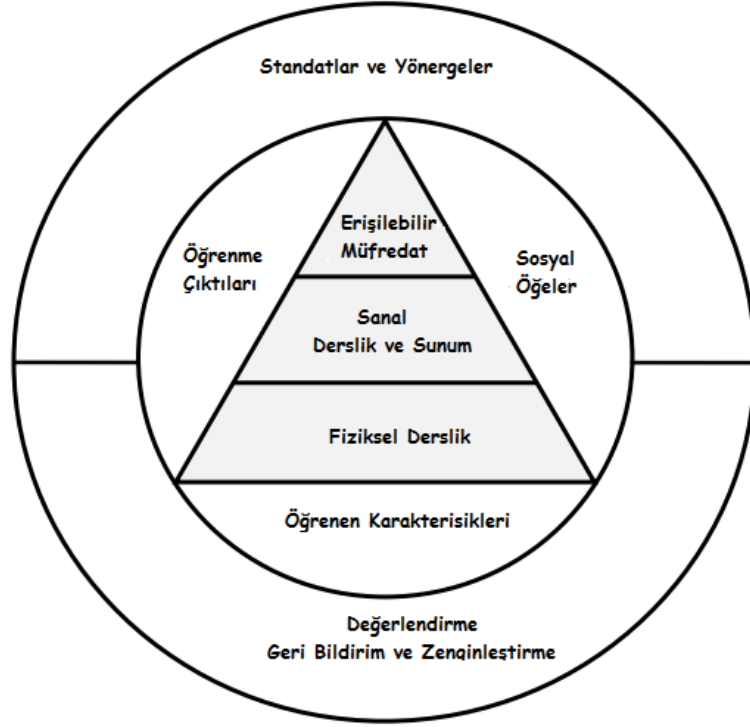 Standatlar ve Yönergeler
Erişilebilir
Müfredat
Öğrenme
Çıktıları
Sosyal
Öğeler
Sanal
Derslik ve Sunum
Fiziksel Derslik
Öğrenen Karakterisikleri
Değerlendirme
Geri Bildirim ve Zenginleştirme